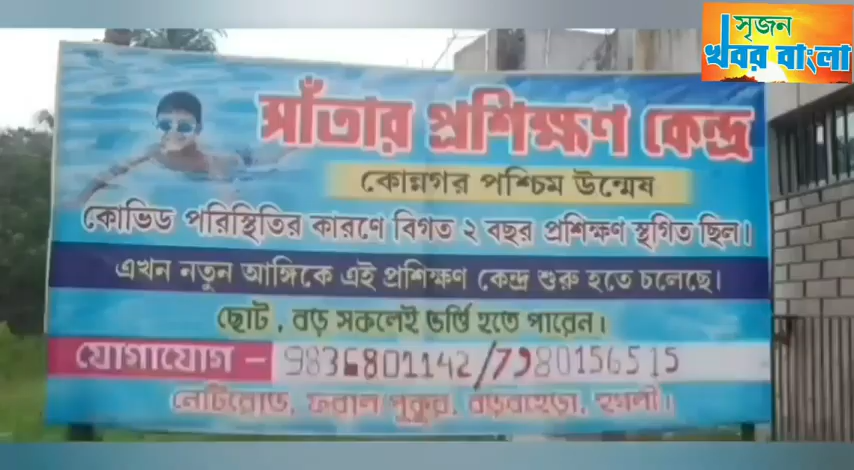 সৃজন
খবর বাংলা
সাঁতার প্রশিক্ষণ কেন্দ্র
কোন্নগর পশ্চিম উন্মেষ
কোভিড পরিস্থিতির কারণে বিগত ২ বছর প্রশিক্ষণ স্থগিত ছিল।
এখন নতুন আঙ্গিকে এই প্রশিক্ষণ কেন্দ্র শুরু হতে চলেছে।
ছোট, বড় সকলেই ভর্ত্তি হতে পারেন।
যোগাযোগ - 9836801142/7980156515
পুকুর, বড়বহেড়া, হুগলী।